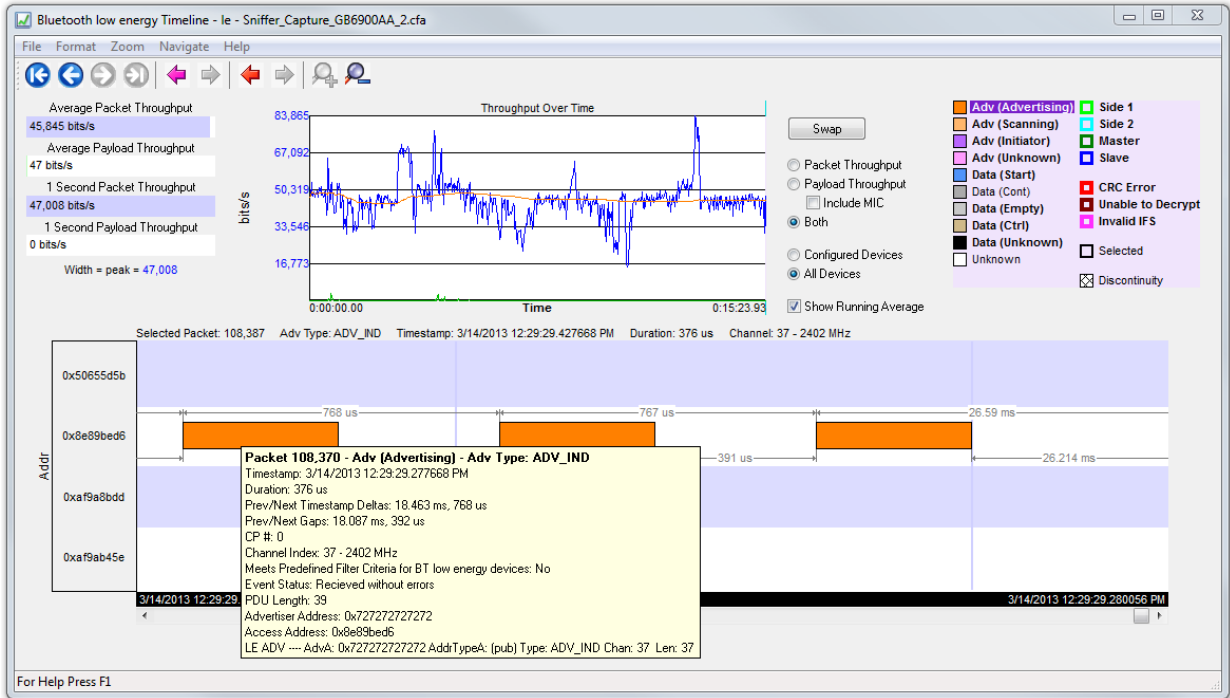 Bluetooth low energy Timeline - le - Sniffer_Capture_GB6900AA_2.cfa
File Format Zoom Navigate Help
Average Packet Throughput
45,845 bits/s
Average Payload Throughput
47 bits/s
1 Second Packet Throughput
47,008 bits/s
1 Second Payload Throughput
0 bits/s
Width = peak = 47,008
Throughput Over Time
83,865
67,092
50,319
33,546
16,773
bits/s
0:00:00.00 Time 0:15:23.93
Swap
Packet Throughput
Payload Throughput
Include MIC
Both
Configured Devices
All Devices
Show Running Average
Adv (Advertising)
Adv (Scanning)
Adv (Initiator)
Adv (Unknown)
Data (Start)
Data (Cont)
Data (Empty)
Data (Ctrl)
Data (Unknown)
Unknown
Side 1
Side 2
Master
Slave
CRC Error
Unable to Decrypt
Invalid IFS
Selected
Discontinuity
Selected Packet: 108,387 Adv Type: ADV_IND Timestamp: 3/14/2013 12:29:29.427668 PM Duration: 376 us Channel: 37 - 2402 MHz
Addr
0x50655d5b
0x8e89bed6
0xaf9a8bdd
0xaf9ab45e
768 us 767 us 26.59 ms
391 us 26.214 ms
Packet 108,370 - Adv (Advertising) - Adv Type: ADV_IND
Timestamp: 3/14/2013 12:29:29.277668 PM
Duration: 376 us
Prev/Next Timestamp Deltas: 18.463 ms, 768 us
Prev/Next Gaps: 18.087 ms, 392 us
CP #: 0
Channel Index: 37 - 2402 MHz
Meets Predefined Filter Criteria for BT low energy devices: No
Event Status: Recieved without errors
PDU Length: 39
Advertiser Address: 0x727272727272
Access Address: 0x8e89bed6
LE ADV ---- AdvA: 0x727272727272 AddrTypeA: (pub) Type: ADV_IND Chan: 37 Len: 37
3/14/2013 12:29:29 3/14/2013 12:29:29.280056 PM
For Help Press F1